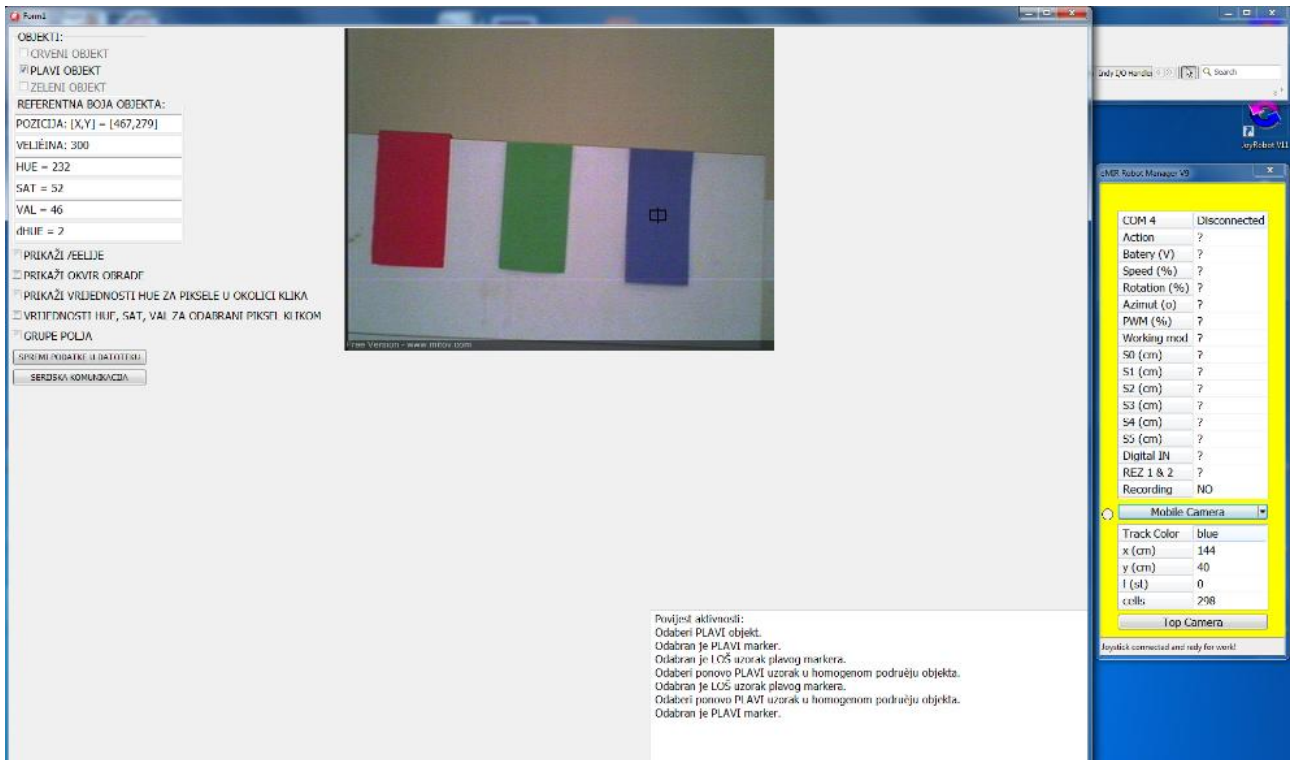 Form1
OBJEKTI:
CRVENI OBJEKT
PLAVI OBJEKT
ZELENI OBJEKT
REFERENTNA BOJA OBJEKTA:
POZICIJA: [X,Y] = [467,279]
VELIÈINA: 300
HUE = 232
SAT = 52
VAL = 46
dHUE = 2
PRIKAŽI
PRIKAŽI OKVIR OBRADE
PRIKAŽI VRIJEDNOSTI HUE ZA PIKSELE U OKOLICI KLIKA
VRIJEDNOSTI HUE, SAT, VAL ZA ODABRANI PIKSEL KLIKOM
GRUPE POLJA
SPREMI PODATKE U DATOTEKU
SERIJSKA KOMUNIKACIJA
Free Version - www.mitov.com
Povijest aktivnosti:
Odaberi PLAVI objekt.
Odabran je PLAVI marker.
Odabran je LOŠ uzorak plavog markera.
Odaberi ponovo PLAVI uzorak u homogenom podruèju objekta.
Odabran je LOŠ uzorak plavog markera.
Odaberi ponovo PLAVI uzorak u homogenom podruèju objekta.
Odabran je PLAVI marker.
Indy I/O Handler
Search
JoyRobot V11
eMIR Robot Manager V9
COM 4 Disconnected
Action ?
Batery (V) ?
Speed (%) ?
Rotation (%) ?
Azimut (o) ?
PWM (%) ?
Working mod ?
S0 (cm) ?
S1 (cm) ?
S2 (cm) ?
S3 (cm) ?
S4 (cm) ?
S5 (cm) ?
Digital IN ?
REZ 1 & 2 ?
Recording NO
Mobile Camera
Track Color blue
x (cm) 144
y (cm) 40
(st) 0
cells 298
Top Camera
Joystick connected and redy for work!